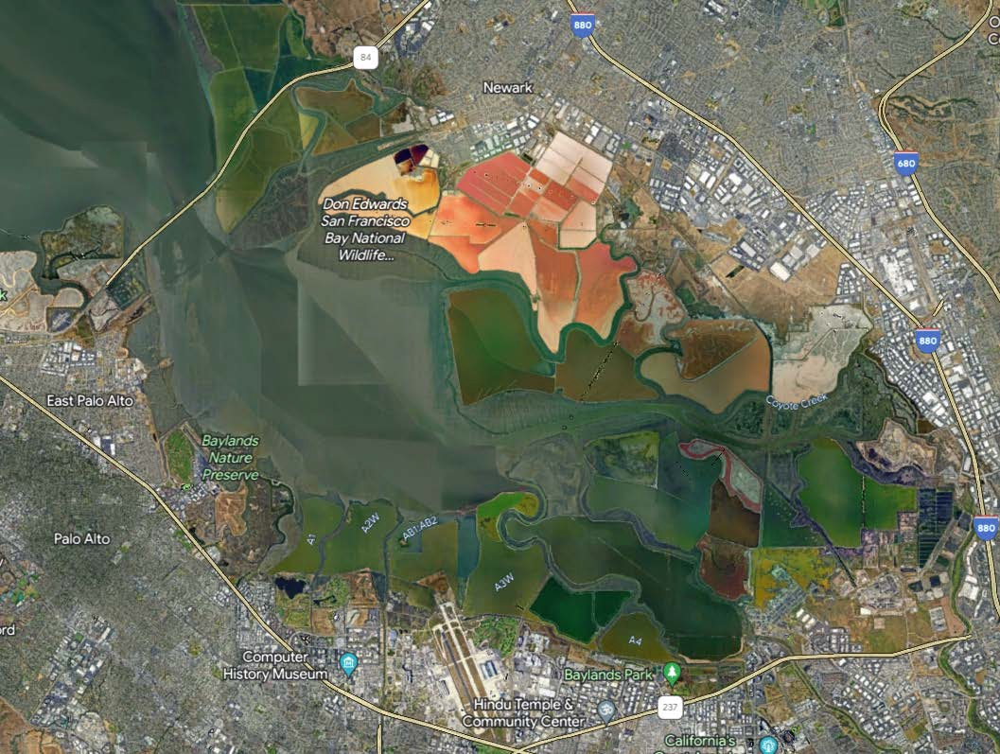 880
84
Newark
680
Don Edwards
San Francisco
Bay National
Wildlife...
k
880
East Palo Alto
Coyote Creek
Baylands
Nature
Preserve
A1
A2W
AB1:AB2
880
Palo Alto
A3W
ord
A4
Computer
History Museum
Baylands Park
237
Hindu Temple &
Community Center
California's